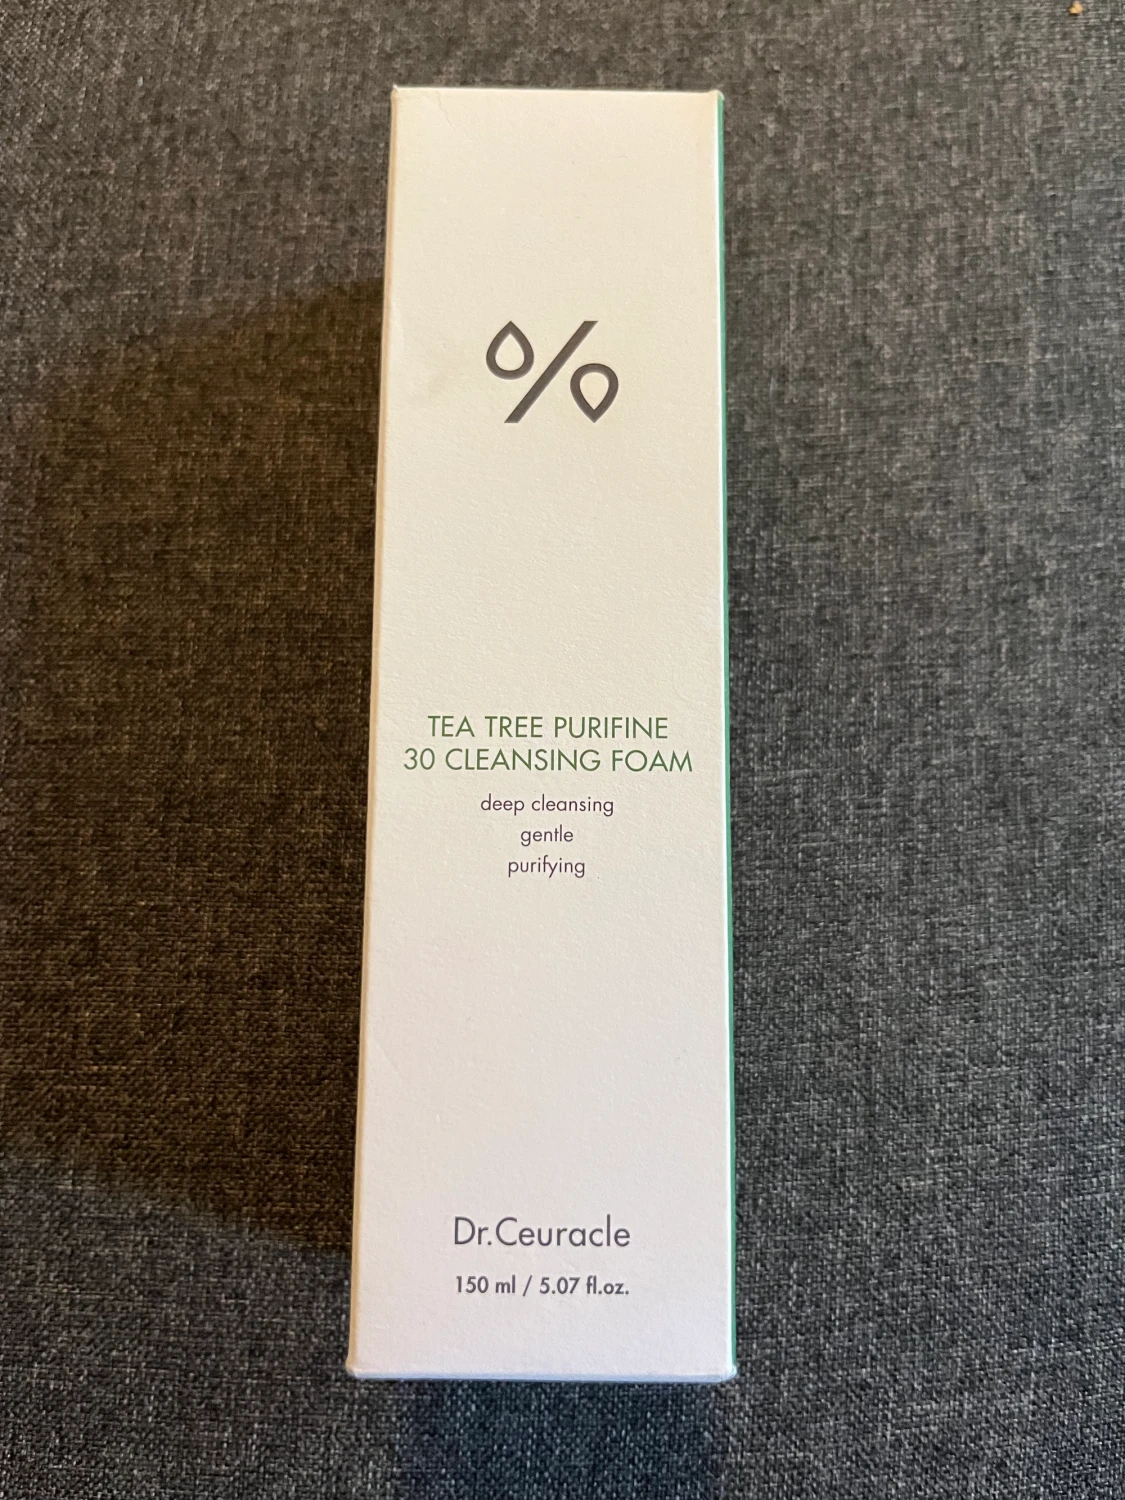 %
TEA TREE PURIFINE
30 CLEANSING FOAM
deep cleansing
gentle
purifying
Dr.Ceuracle
150 ml / 5.07 fl.oz.